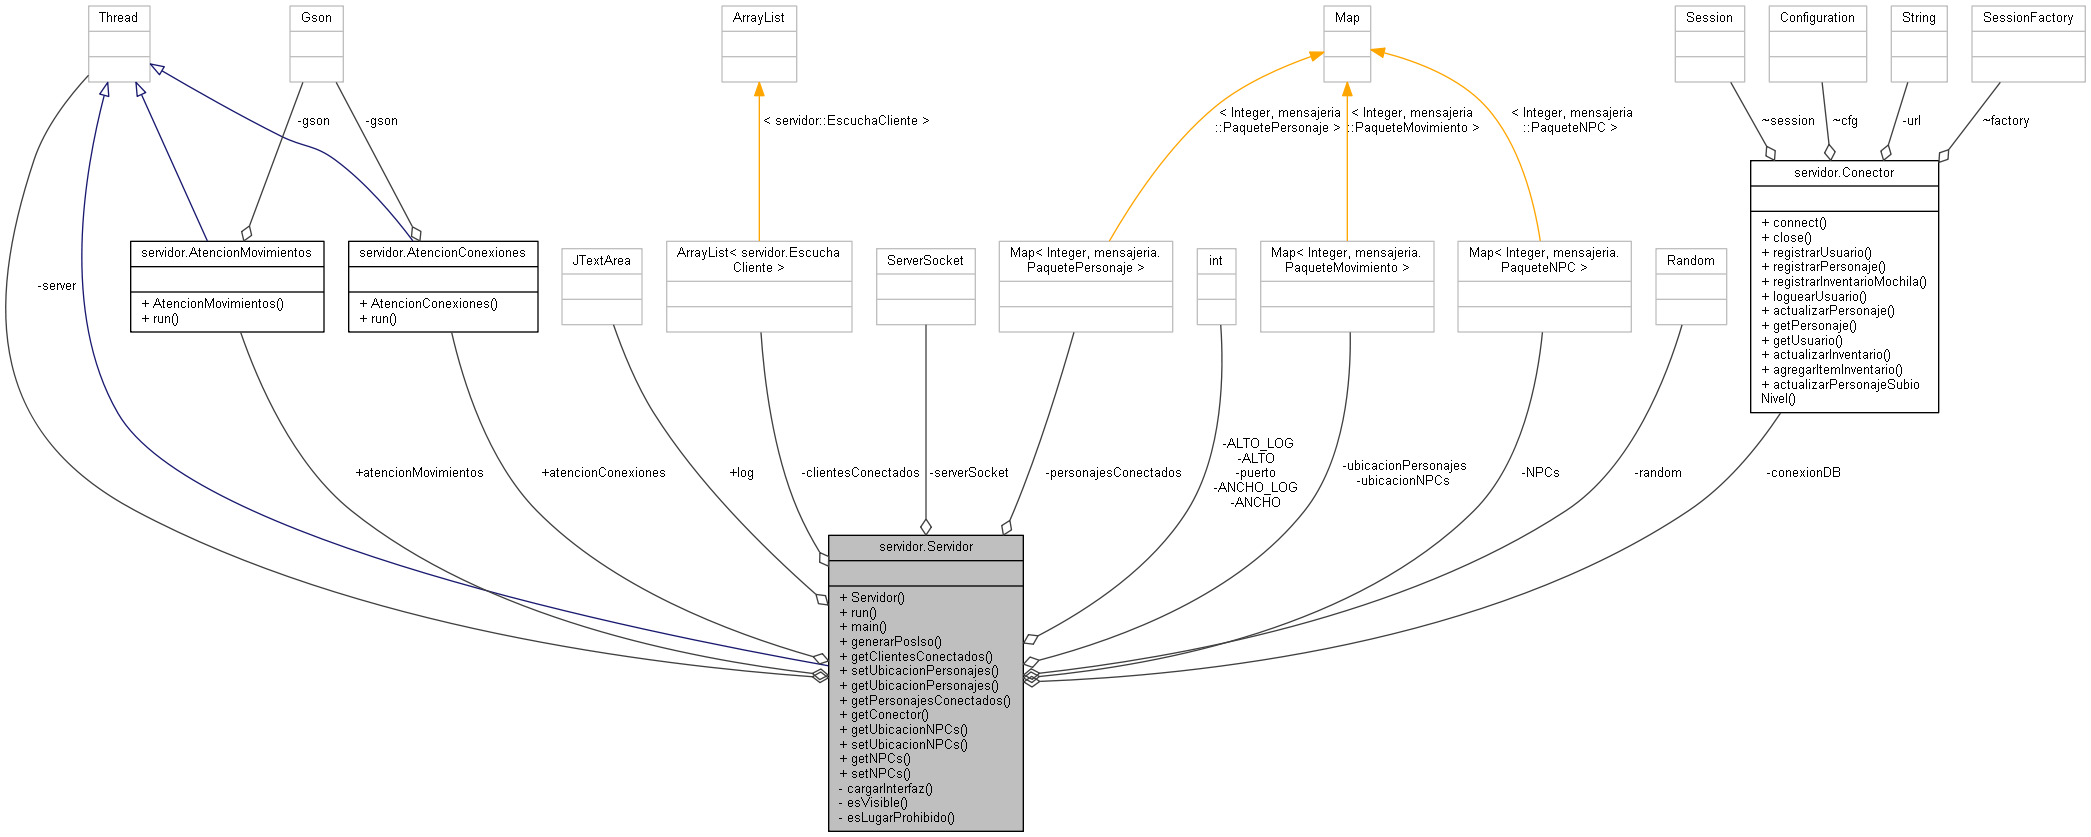 Thread
Gson
ArrayList
Map
Session
Configuration
String
SessionFactory
-gson
-gson
< servidor::EscuchaCliente >
< Integer, mensajeria
::PaquetePersonaje >
< Integer, mensajeria
::PaqueteMovimiento >
< Integer, mensajeria
::PaqueteNPC >
~session
~cfg
-url
~factory
servidor.Conector
+ connect()
+ close()
+ registrarUsuario()
+ registrarPersonaje()
+ registrarInventarioMochila()
+ loguearUsuario()
+ actualizarPersonaje()
+ getPersonaje()
+ getUsuario()
+ actualizarInventario()
+ agregarItemInventario()
+ actualizarPersonajeSubio
Nivel()
-server
servidor.AtencionMovimientos
+ AtencionMovimientos()
+ run()
servidor.AtencionConexiones
+ AtencionConexiones()
+ run()
JTextArea
ArrayList< servidor.Escucha
Cliente >
ServerSocket
Map< Integer, mensajeria.
PaquetePersonaje >
int
Map< Integer, mensajeria.
PaqueteMovimiento >
Map< Integer, mensajeria.
PaqueteNPC >
Random
+atencionMovimientos
+atencionConexiones
+log
-clientesConectados
-serverSocket
-personajesConectados
-ALTO_LOG
-ALTO
-puerto
-ANCHO_LOG
-ANCHO
-ubicacionPersonajes
-ubicacionNPCs
-NPCs
-random
-conexionDB
servidor.Servidor
+ Servidor()
+ run()
+ main()
+ generarPosIso()
+ getClientesConectados()
+ setUbicacionPersonajes()
+ getUbicacionPersonajes()
+ getPersonajesConectados()
+ getConector()
+ getUbicacionNPCs()
+ setUbicacionNPCs()
+ getNPCs()
+ setNPCs()
- cargarInterfaz()
- esVisible()
- esLugarProhibido()